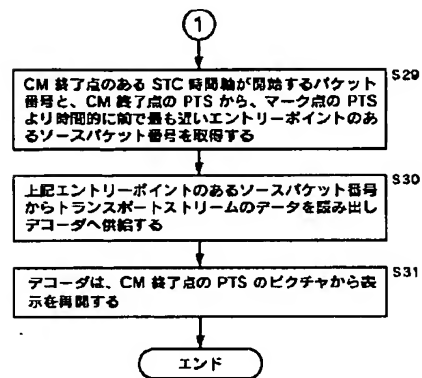 1
S29
CM 終了点のある STC 時間軸が開始するパケット
番号と、CM 終了点の PTS から、マーク点の PTS
より時間的に前で最も近いエントリーポイントのあ
るソースパケット番号を取得する
S30
上記エントリーポイントのあるソースパケット番号
からトランスポートストリームのデータを読み出し
デコーダへ供給する
S31
デコーダは、CM 終了点の PTS のピクチャから表
示を再開する
エンド